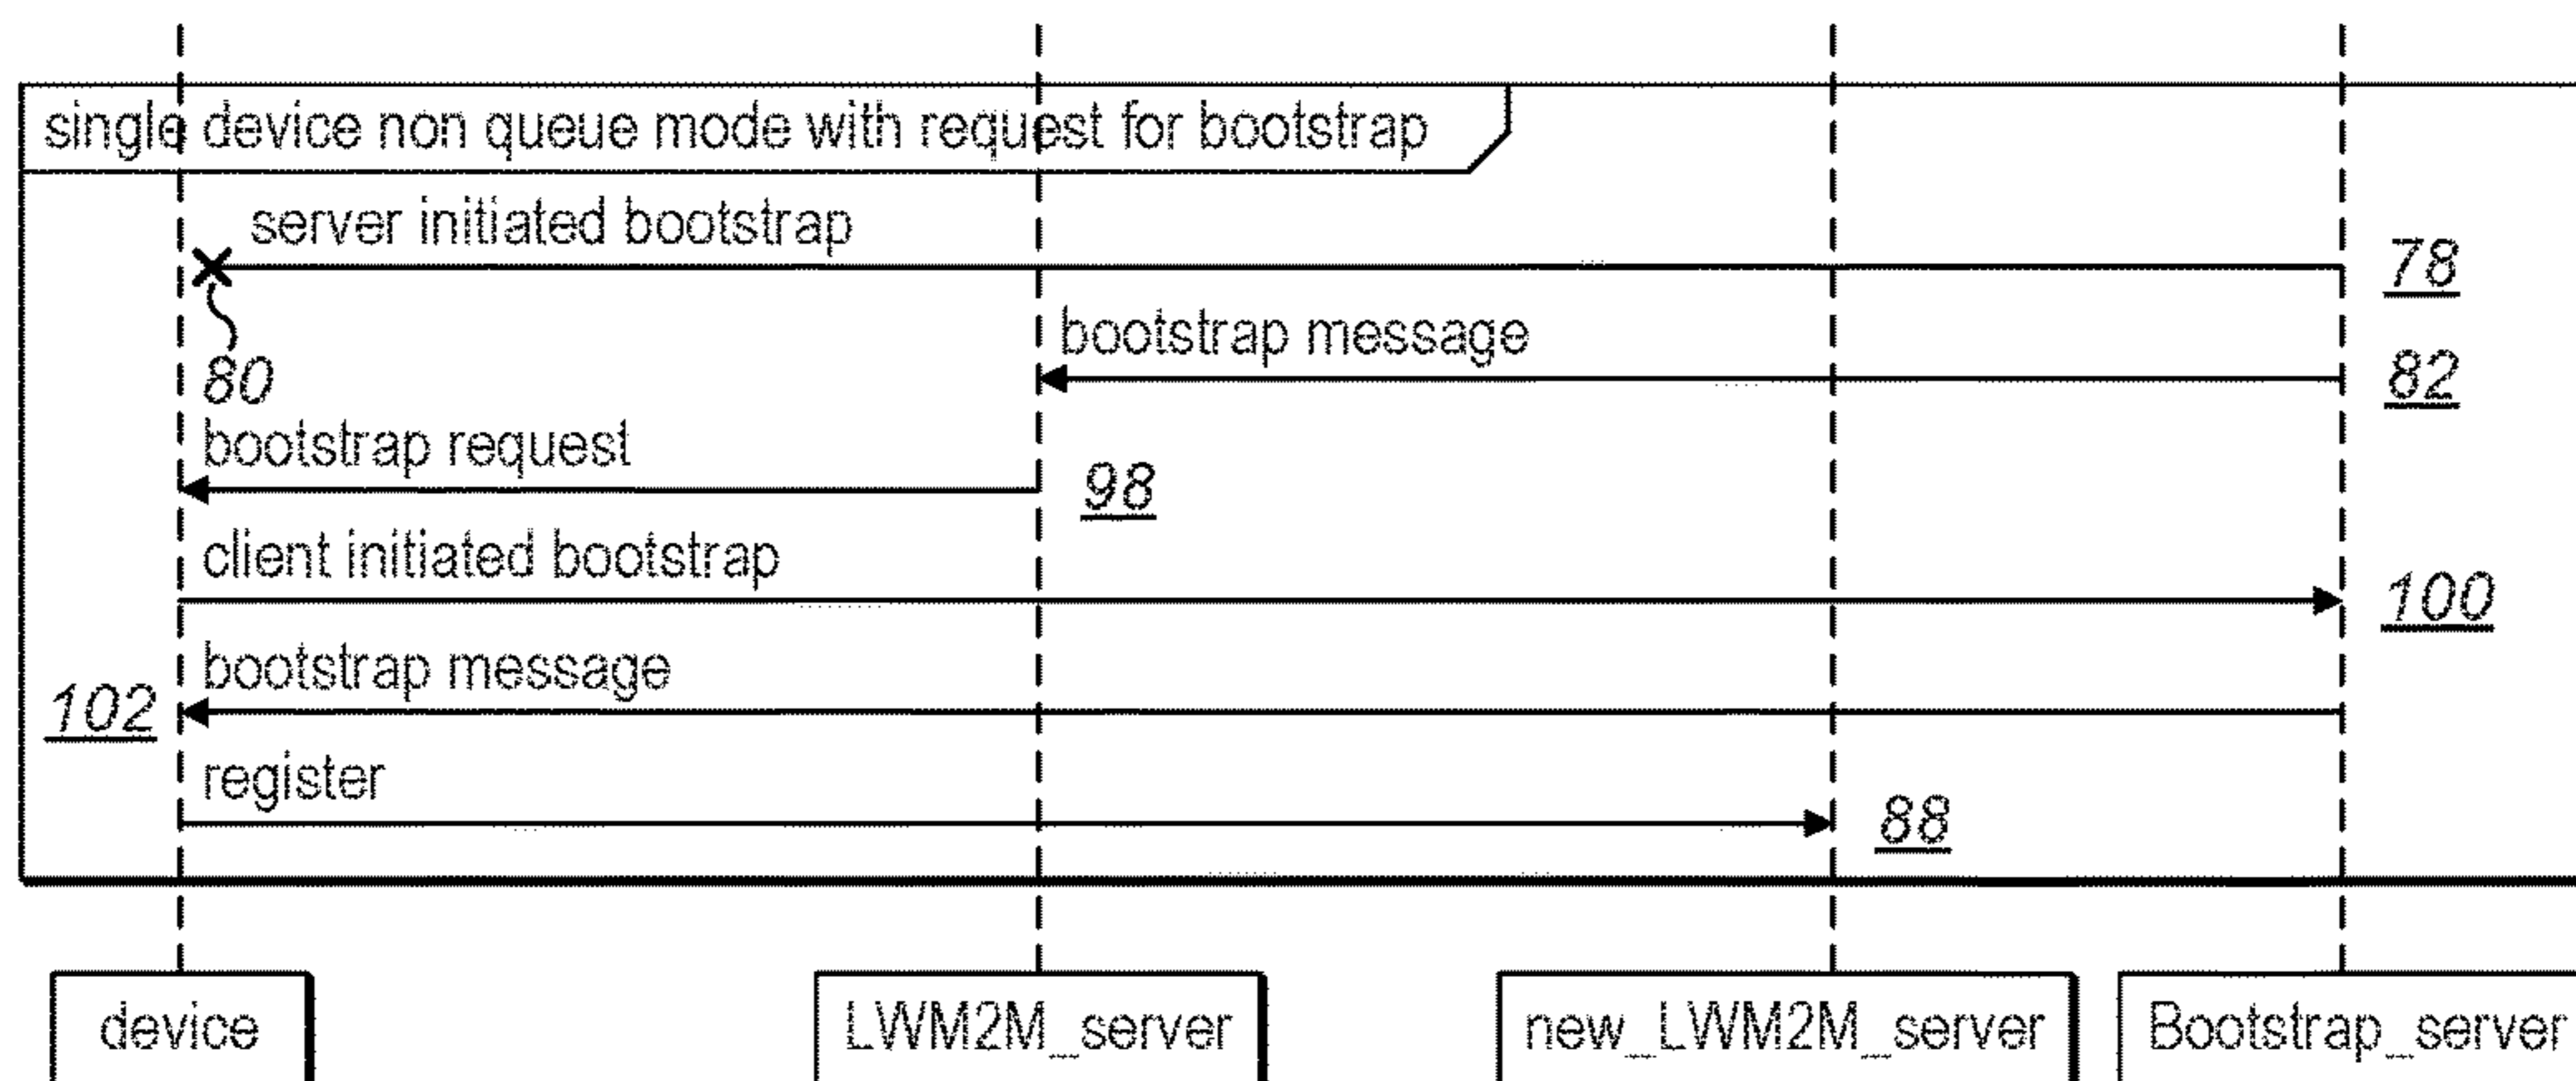 single device non queue mode with request for bootstrap
server initiated bootstrap
78
80
bootstrap message
82
bootstrap request
98
client initiated bootstrap
100
bootstrap message
102
register
88
device
LWM2M_server
new_LWM2M_server
Bootstrap_server